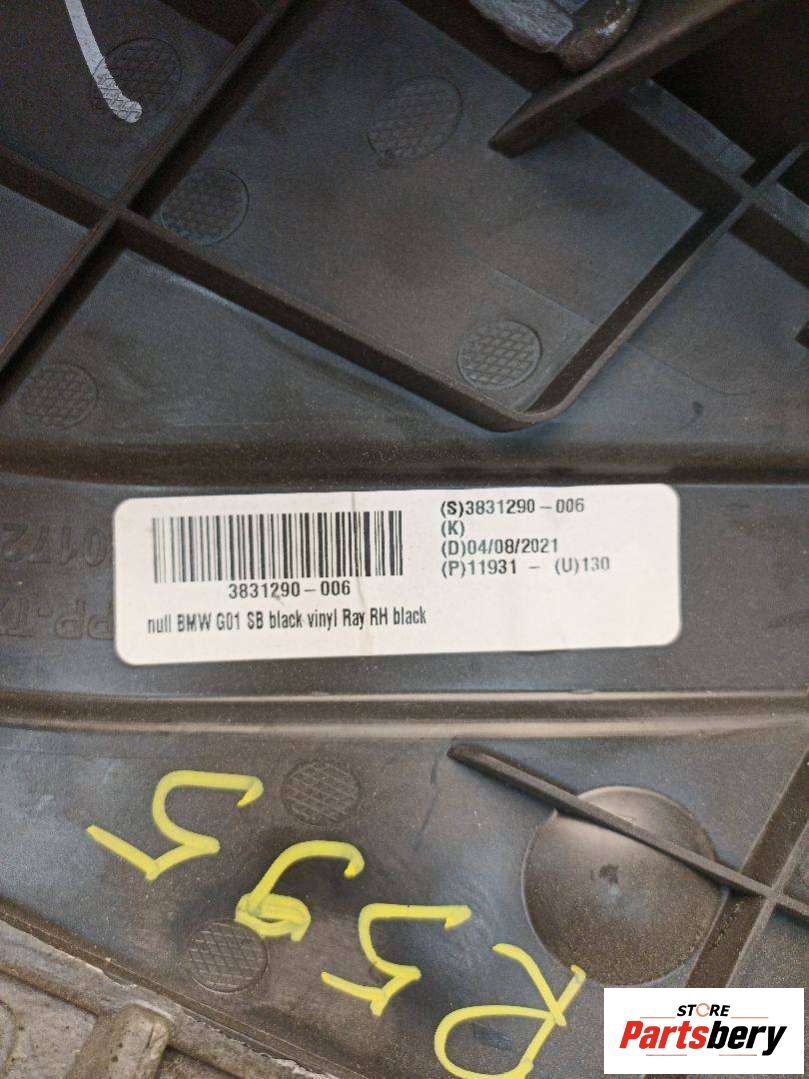 3831290-006
(S)3831290-006
(K)
(D)04/08/2021
(P)11931 - (U)130
null BMW G01 SB black vinyl Ray RH black
STORE
Partsbery